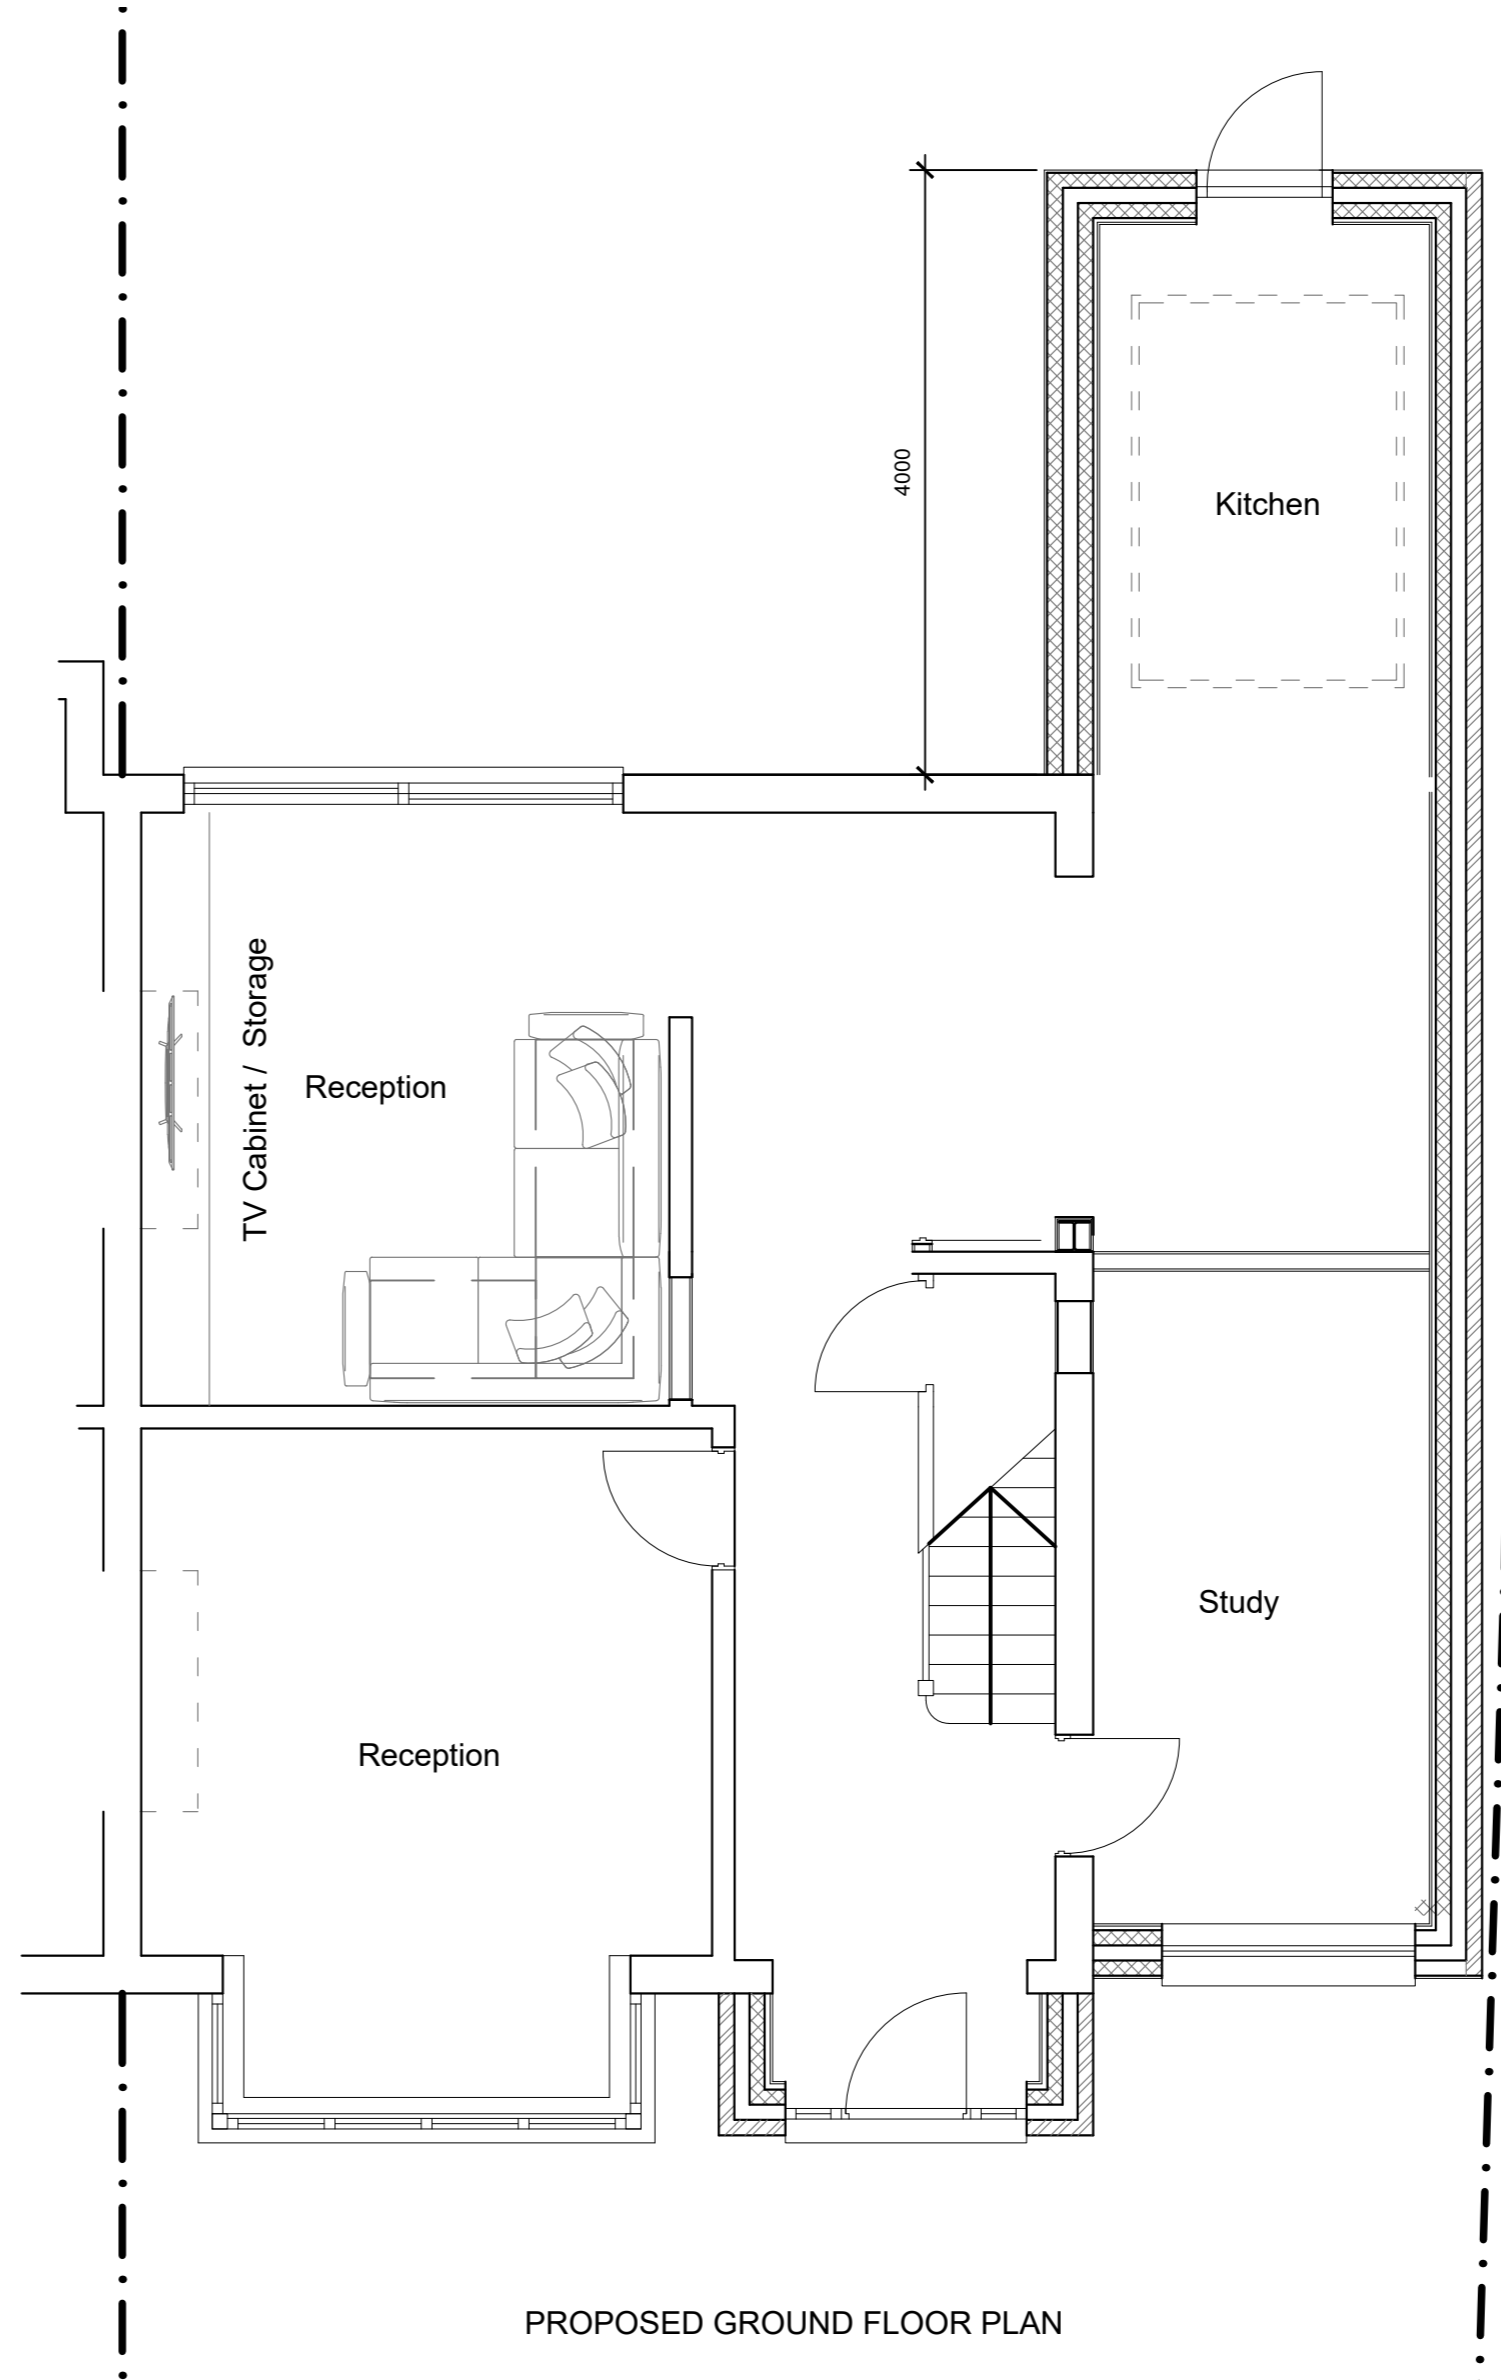 4000
Kitchen
TV Cabinet / Storage
Reception
Study
Reception
PROPOSED GROUND FLOOR PLAN